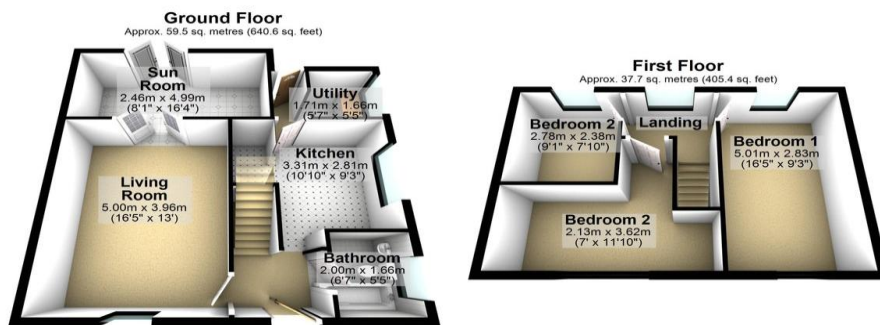 Ground Floor
Approx. 59.5 sq. metres (640.6 sq. feet)
Sun
Room
2.46m x 4.99m
(8'1" x 16'4")
Utility
1.71m x 1.66m
(5'7" x 5'5")
Kitchen
3.31m x 2.81m
(10'10" x 9'3")
Living
Room
5.00m x 3.96m
(16'5" x 13')
Bathroom
2.00m x 1.66m
(6'7" x 5'5")
First Floor
Approx. 37.7 sq. metres (405.4 sq. feet)
Bedroom 2
2.78m x 2.38m
(9'1" x 7'10")
Landing
Bedroom 1
5.01m x 2.83m
(16'5" x 9'3")
Bedroom 2
2.13m x 3.62m
(7' x 11'10")